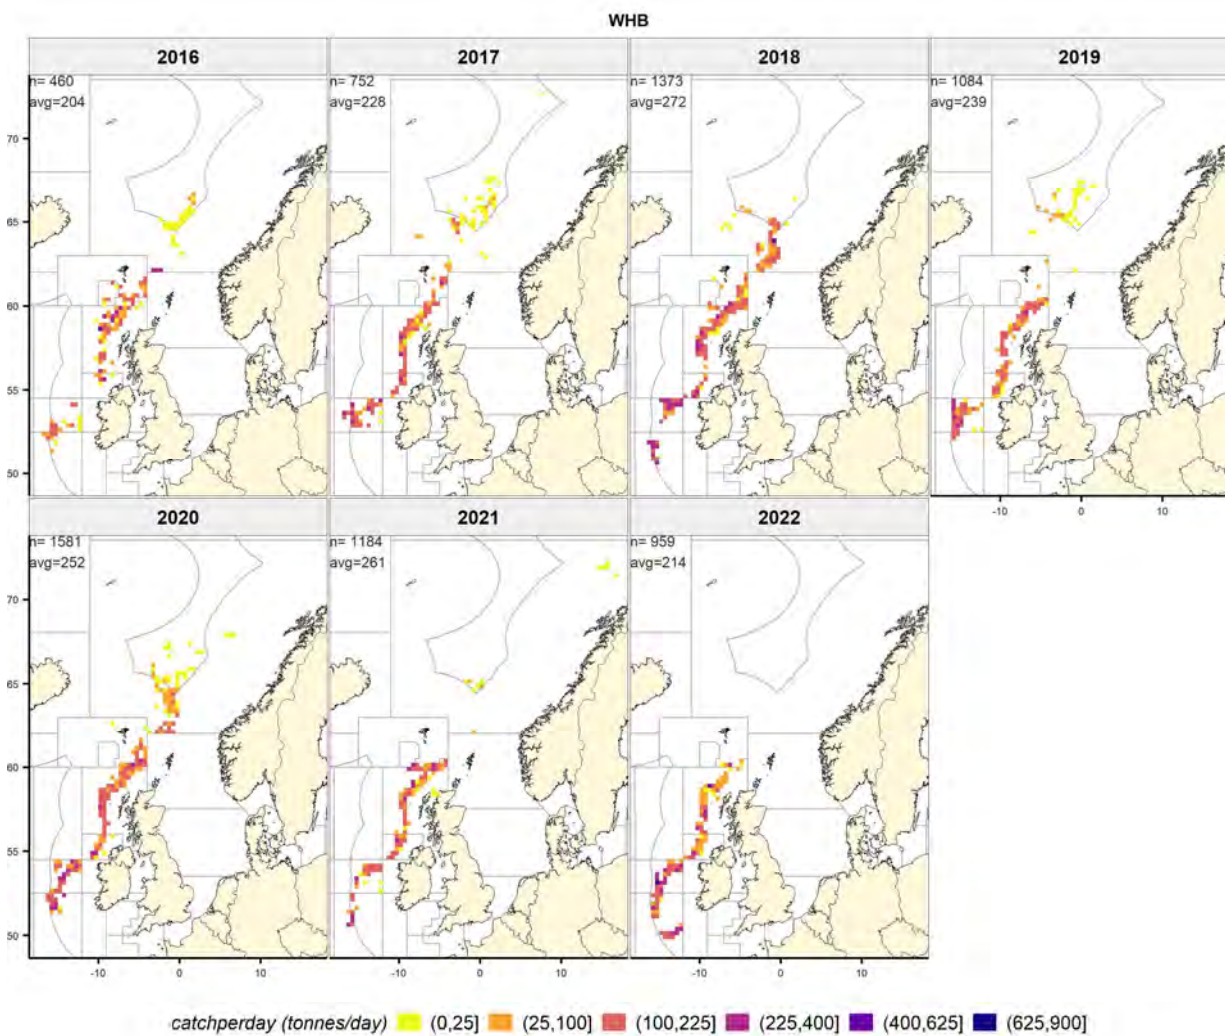 WHB
2016 2017 2018 2019
n= 460 n= 752 n= 1373 n= 1084
avg=204 avg=228 avg=272 avg=239
70
65
60
55
50
-10 0 10
2020 2021 2022
n= 1581 n= 1184 n= 959
avg=252 avg=261 avg=214
70
65
60
55
50
-10 0 10 -10 0 10 -10 0 10
catchperday (tonnes/day) (0,25] (25,100] (100,225] (225,400] (400,625] (625,900]